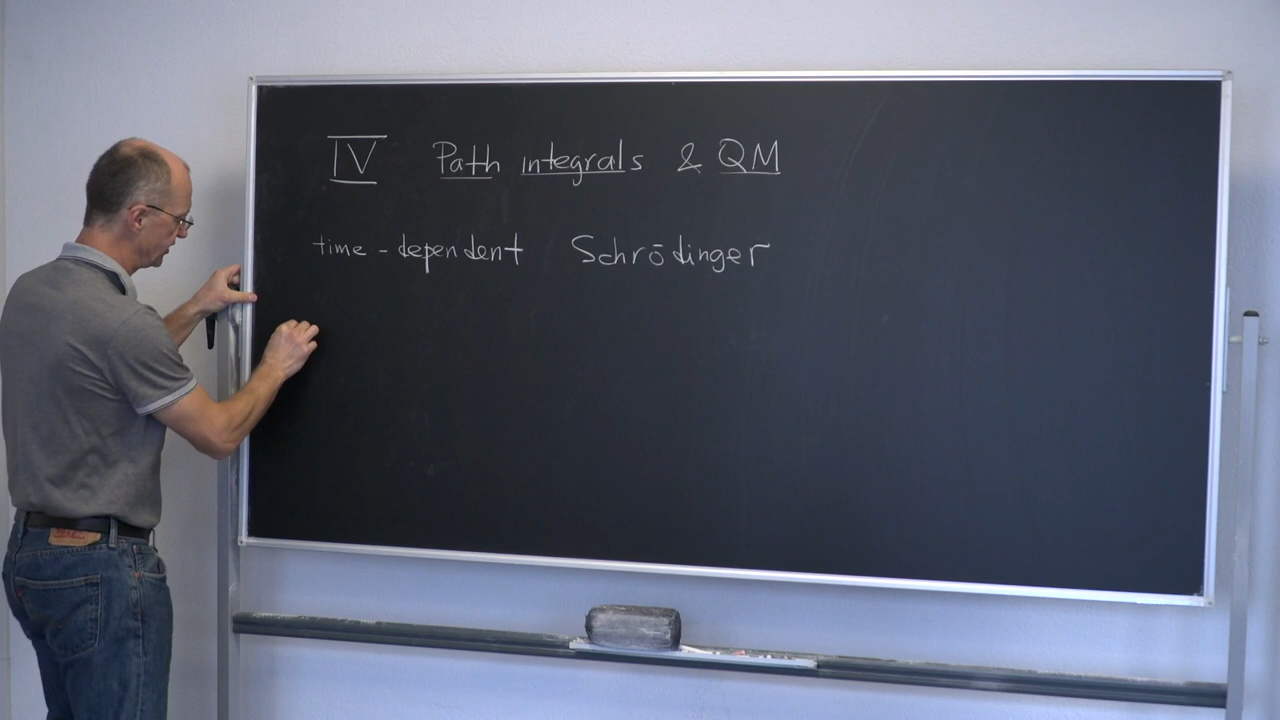 IV Path integrals & QM
time-dependent Schrödinger